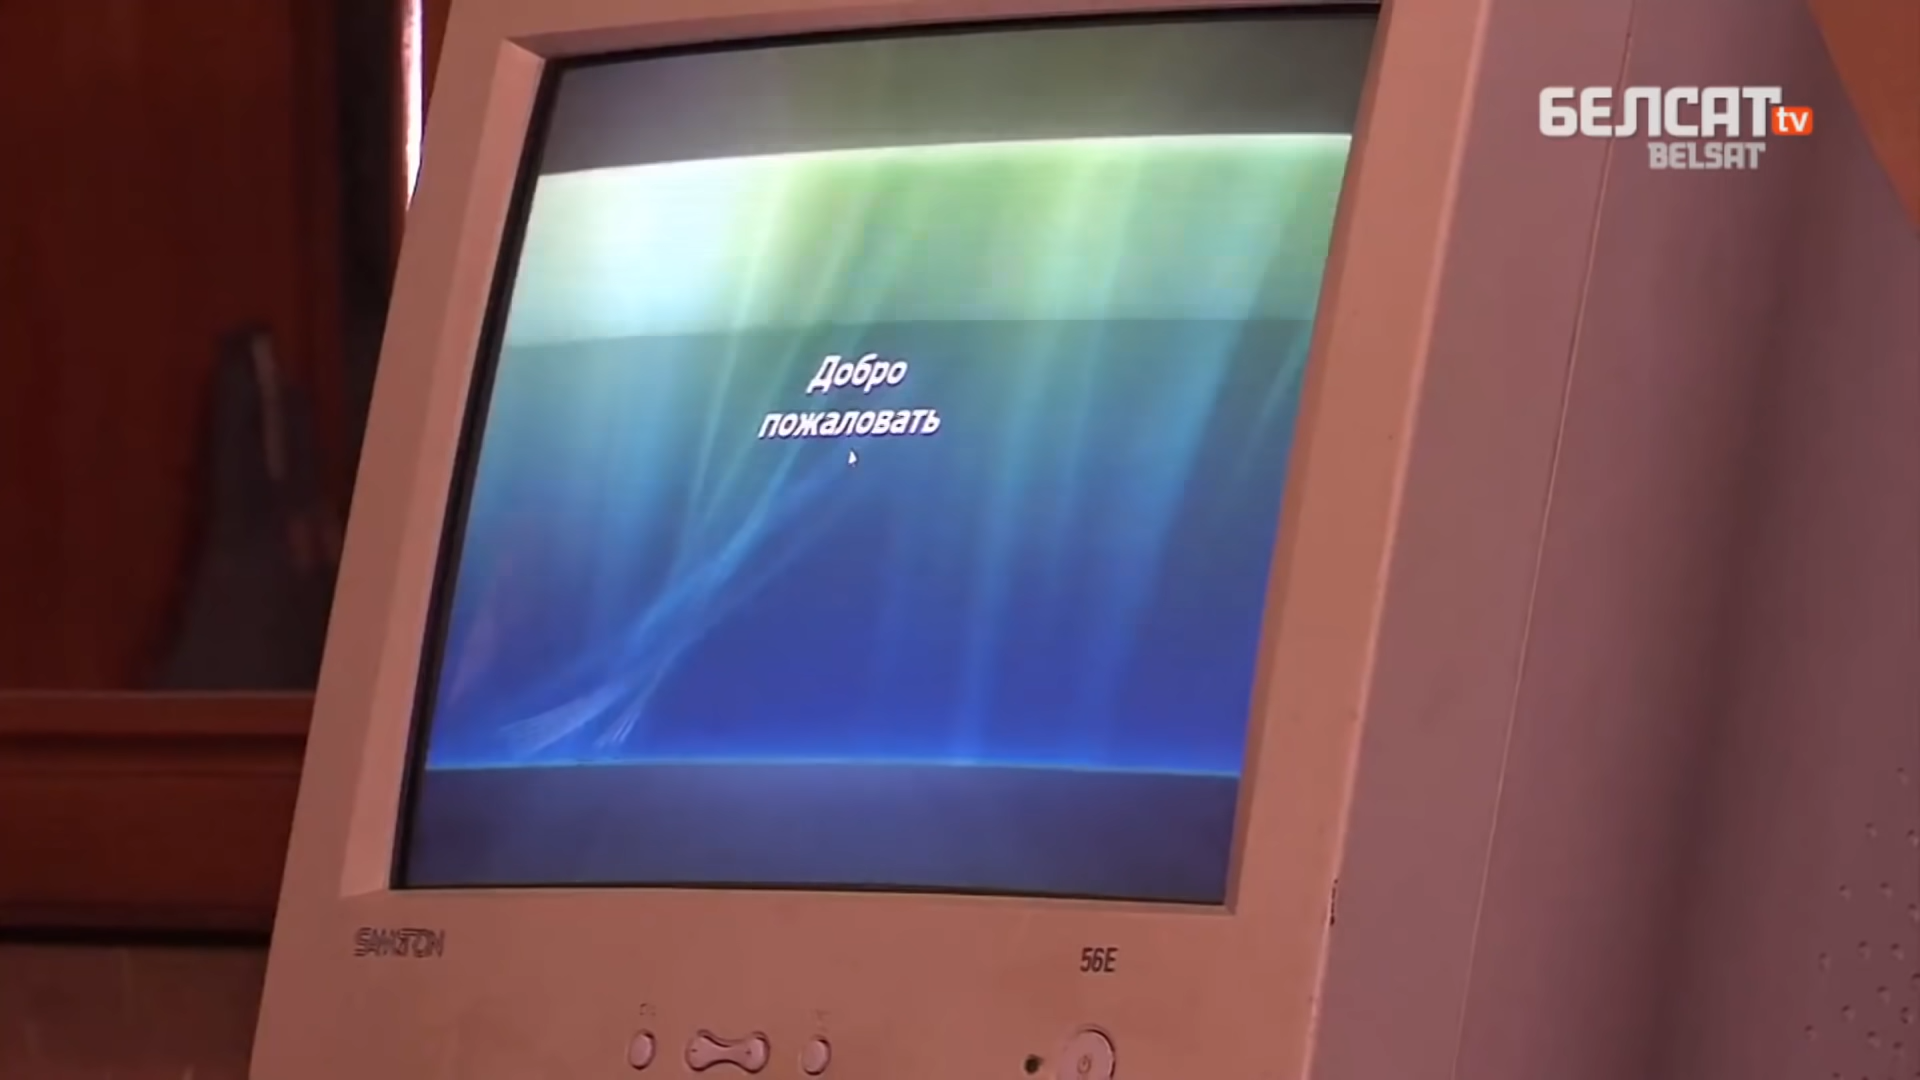 БЕЛСАТ tv
BELSAT
Добро
пожаловать
SAMTRON
56E